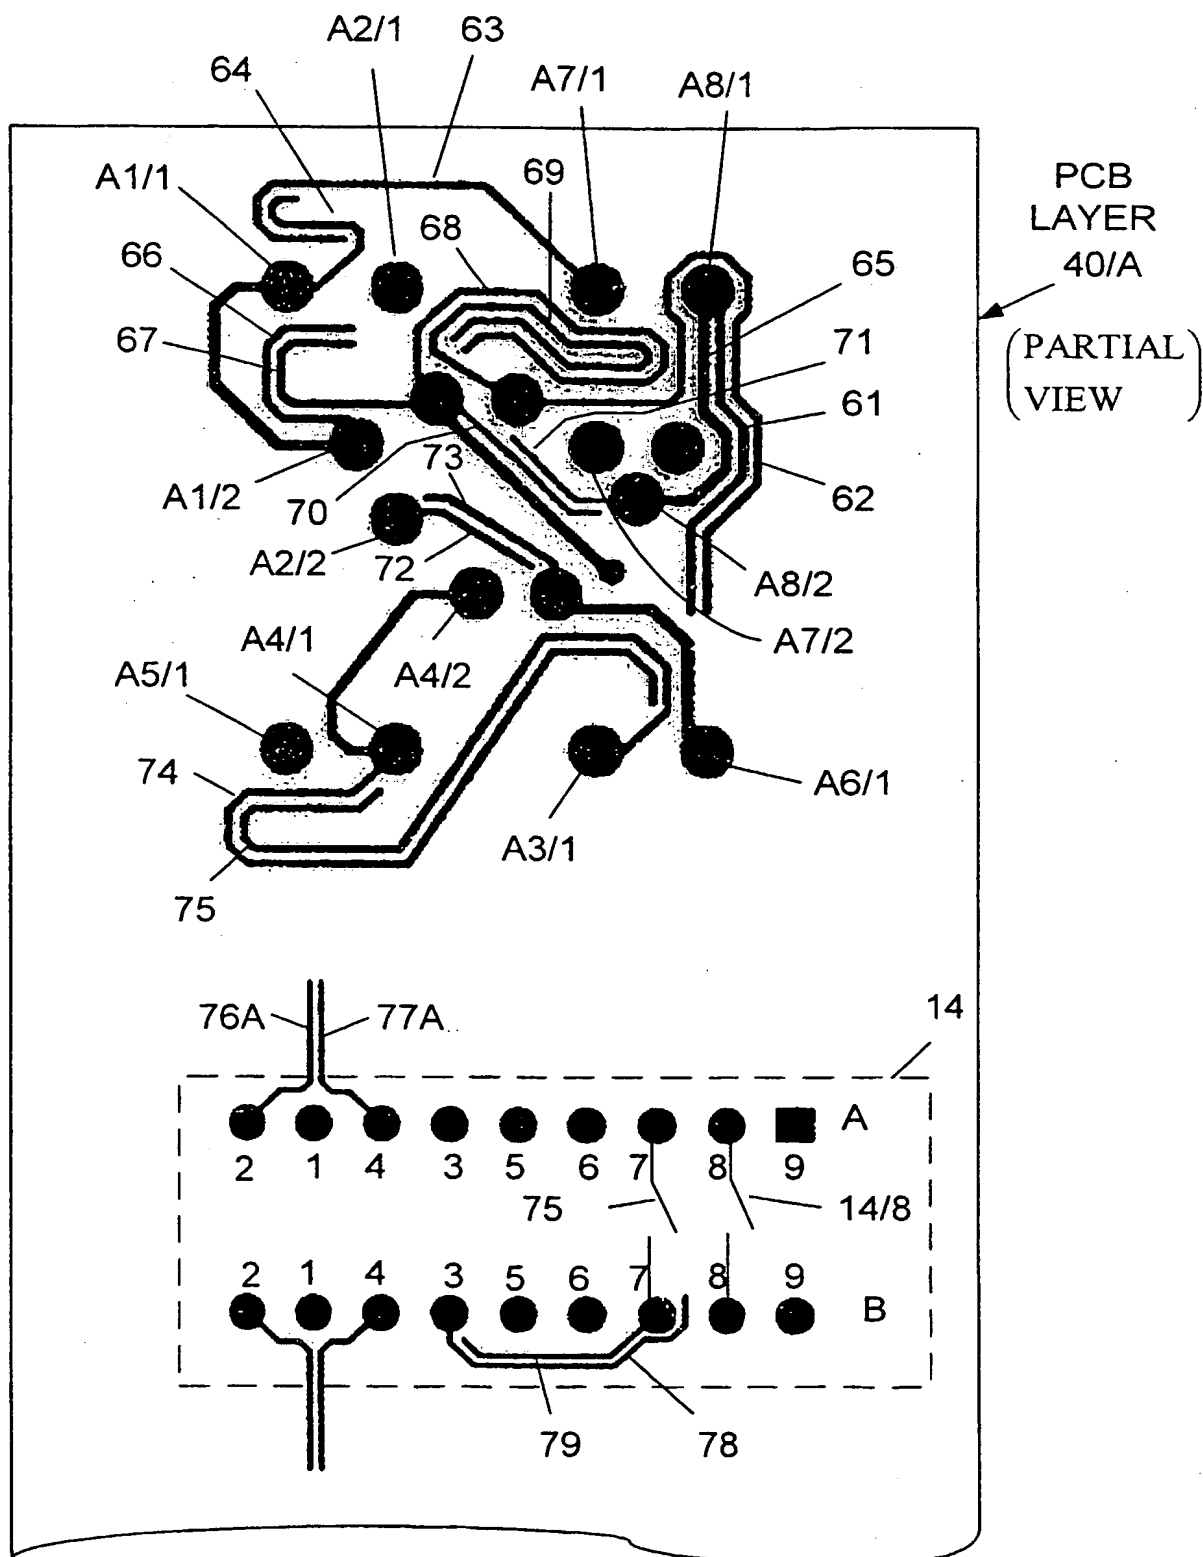 A2/1 63
64 A7/1 A8/1
A1/1 69 PCB
LAYER
40/A
66 68 65
67 71 (PARTIAL
VIEW)
61
A1/2 70 73 62
A2/2 72 A8/2
A4/1 A7/2
A5/1 A4/2
74 A6/1
A3/1
75
76A 77A 14
A
2 1 4 3 5 6 7 8 9
75 14/8
2 1 4 3 5 6 7 8 9
B
79 78